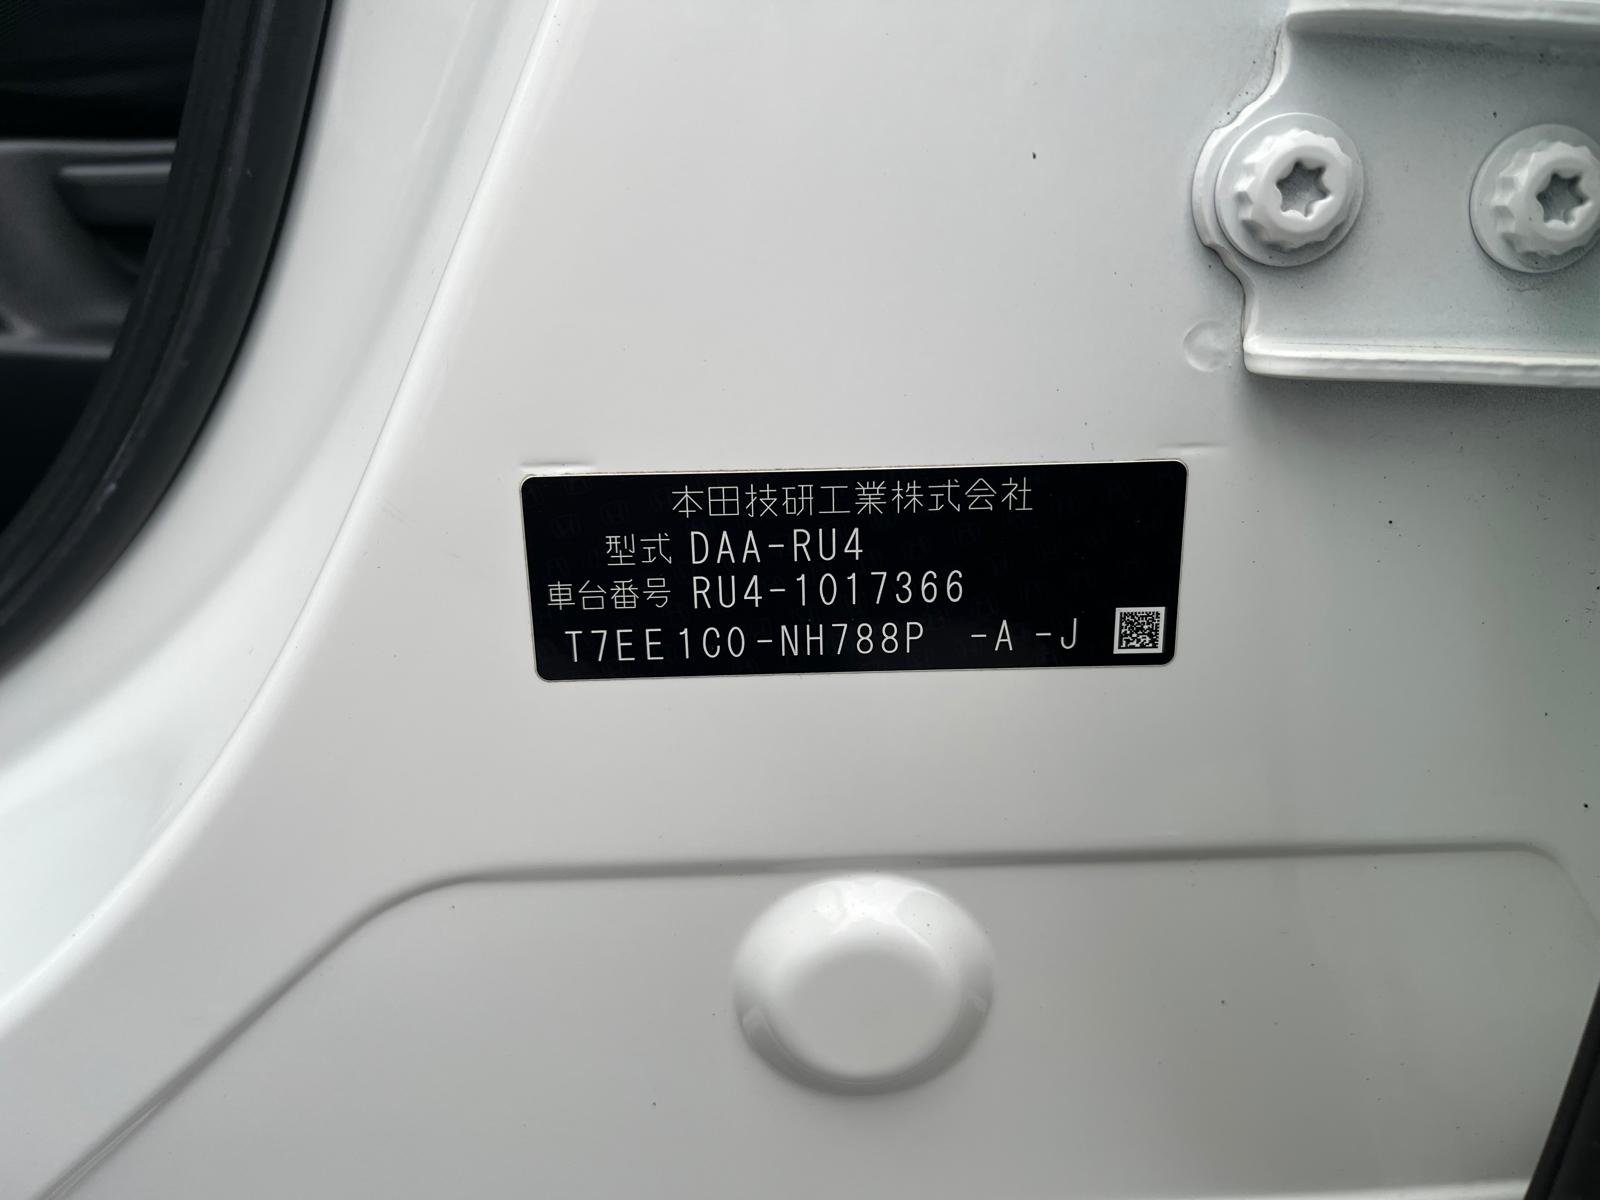 本田技研工業株式会社
型式 DAA-RU4
車台番号 RU4-1017366
T7EE1C0-NH788P -A -J